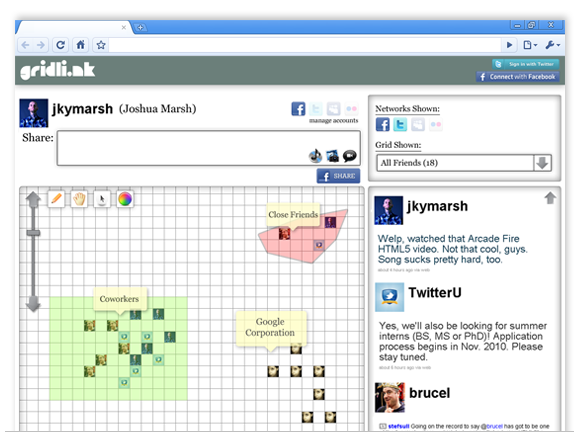 gridli.nk
Sign in with Twitter
Connect with Facebook
jkymarsh (Joshua Marsh)
manage accounts
Share:
SHARE
Networks Shown:
Grid Shown:
All Friends (18)
Close Friends
Coworkers
Google
Corporation
jkymarsh
Welp, watched that Arcade Fire
HTML5 video. Not that cool, guys.
Song sucks pretty hard, too.
about 6 hours ago via web
TwitterU
Yes, we'll also be looking for summer
interns (BS, MS or PhD)! Application
process begins in Nov. 2010. Please
stay tuned.
about 6 hours ago via web
brucel
stefsull Going on the record to say @brucel has got to be one